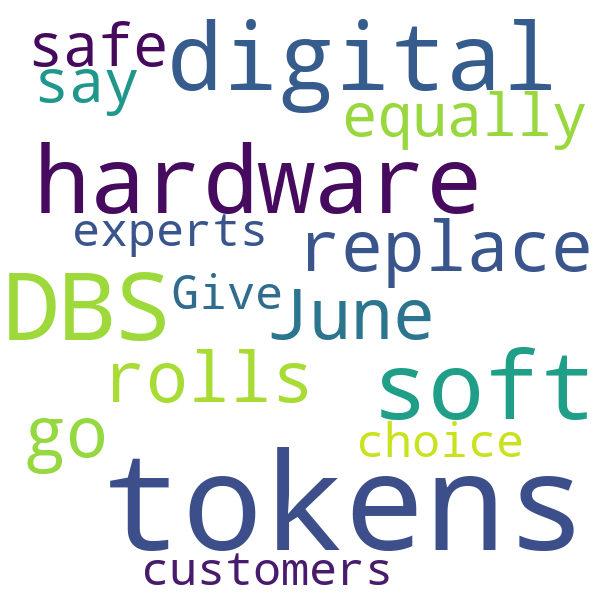 safe digital
say
equally
hardware
experts replace
DBS Give June
rolls soft
go choice
tokens
customers